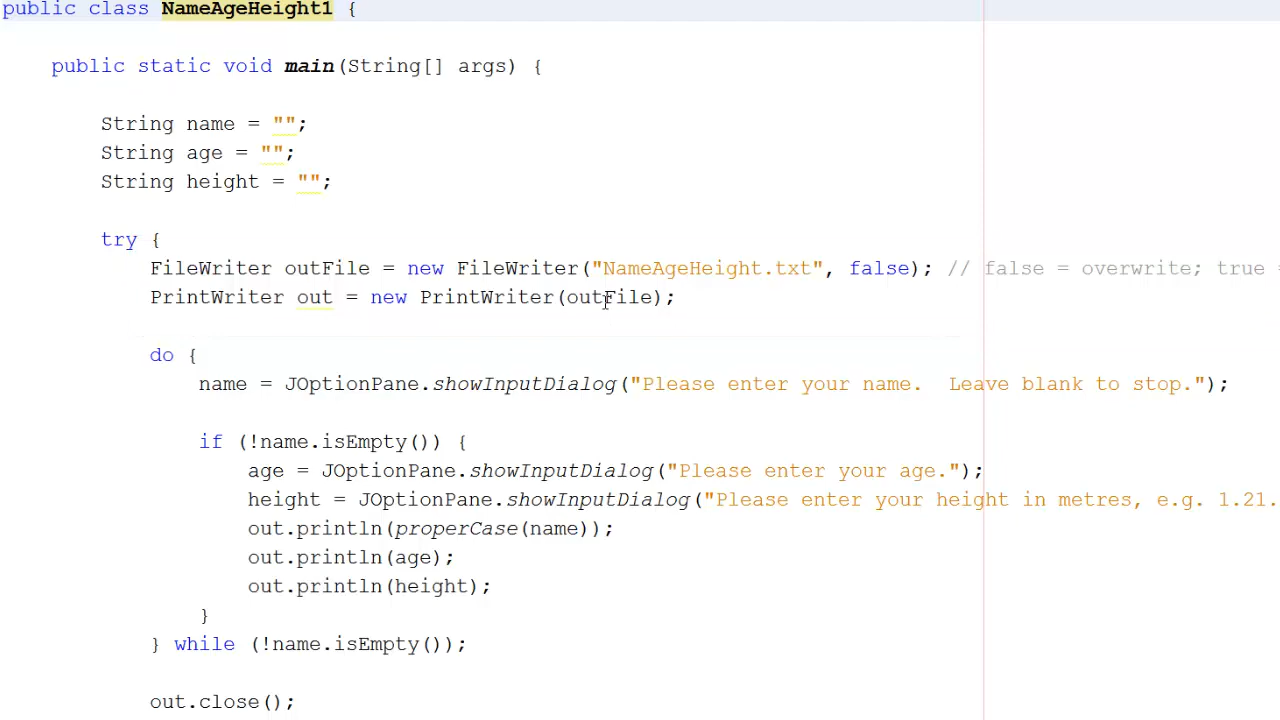 public class NameAgeHeight1 {
public static void main(String[] args) {
String name = "";
String age = "";
String height = "";
try {
FileWriter outFile = new FileWriter("NameAgeHeight.txt", false); // false = overwrite; true =
PrintWriter out = new PrintWriter(outFile);
do {
name = JOptionPane.showInputDialog("Please enter your name.  Leave blank to stop.");
if (!name.isEmpty()) {
age = JOptionPane.showInputDialog("Please enter your age.");
height = JOptionPane.showInputDialog("Please enter your height in metres, e.g. 1.21.
out.println(properCase(name));
out.println(age);
out.println(height);
}
} while (!name.isEmpty());
out.close();